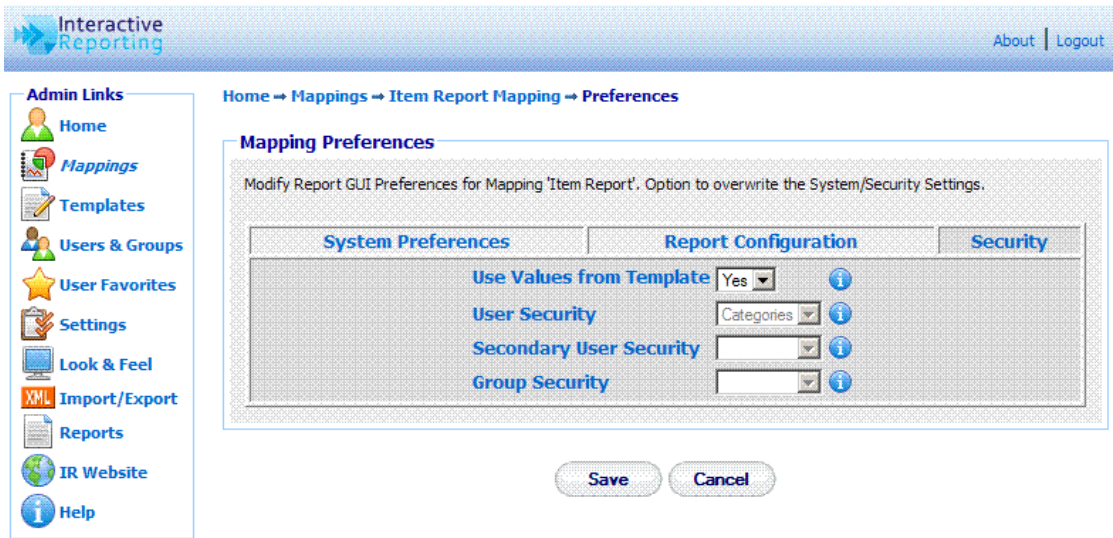 Interactive
Reporting
About | Logout
Admin Links
Home
Mappings
Templates
Users & Groups
User Favorites
Settings
Look & Feel
XML Import/Export
Reports
IR Website
Help
Home → Mappings → Item Report Mapping → Preferences
Mapping Preferences
Modify Report GUI Preferences for Mapping 'Item Report'. Option to overwrite the System/Security Settings.
System Preferences Report Configuration Security
Use Values from Template Yes
User Security Categories
Secondary User Security
Group Security
Save Cancel